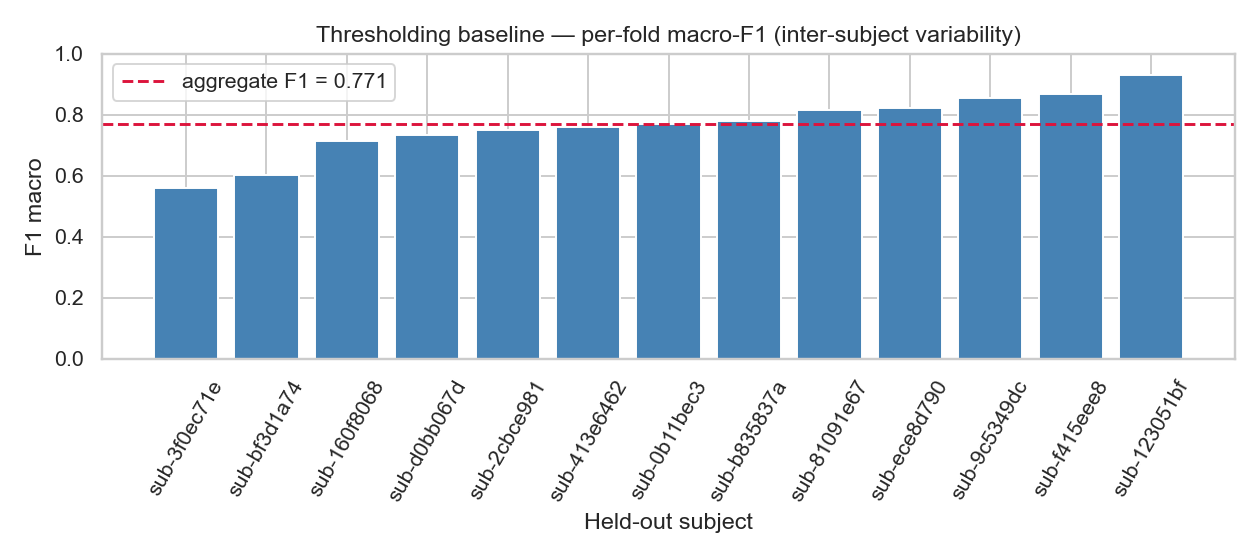 Thresholding baseline — per-fold macro-F1 (inter-subject variability)
aggregate F1 = 0.771
F1 macro
1.0
0.8
0.6
0.4
0.2
0.0
sub-3f0ec71e
sub-bf3d1a74
sub-160f8068
sub-d0bb067d
sub-2cbce981
sub-413e6462
sub-0b11bec3
sub-b835837a
sub-81091e67
sub-ece8d790
sub-9c5349dc
sub-f415eee8
sub-123051bf
Held-out subject